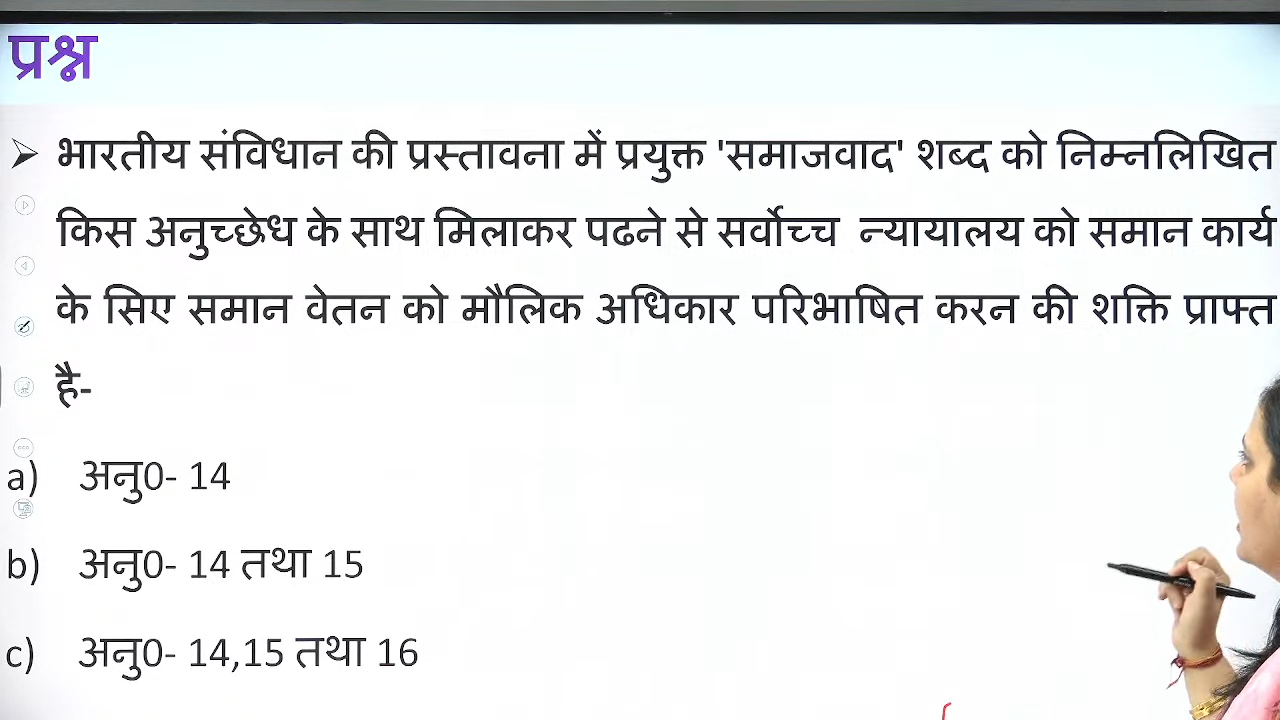 प्रश्न
➢ भारतीय संविधान की प्रस्तावना में प्रयुक्त 'समाजवाद' शब्द को निम्नलिखित
किस अनुच्छेध के साथ मिलाकर पढने से सर्वोच्च न्यायालय को समान कार्य
के सिए समान वेतन को मौलिक अधिकार परिभाषित करन की शक्ति प्राफ्त
है-
a) अनु0- 14
b) अनु0- 14 तथा 15
c) अनु0- 14,15 तथा 16